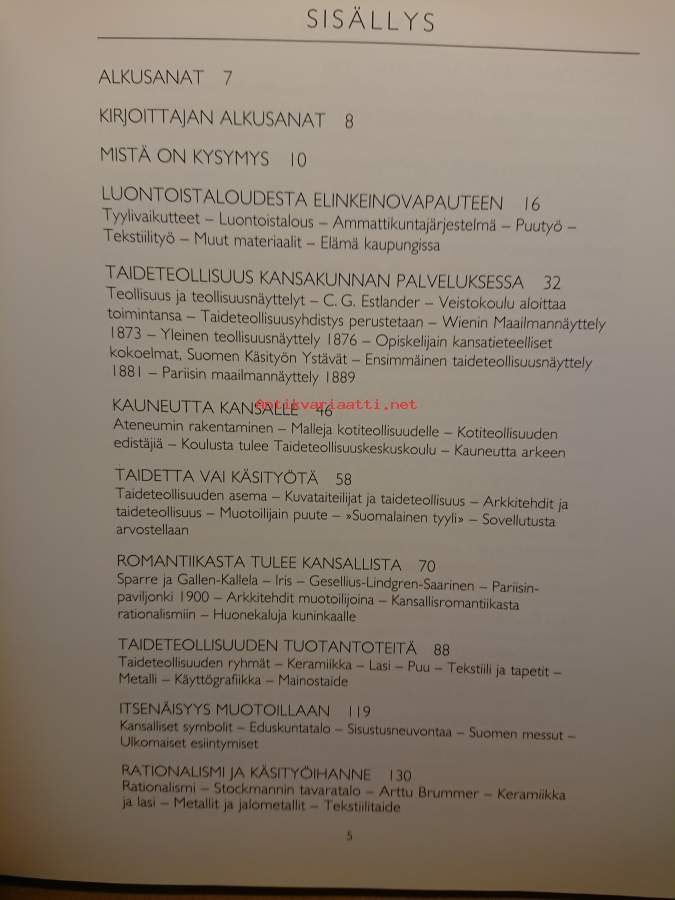 SISÄLLYS
ALKUSANAT 7
KIRJOITTAJAN ALKUSANAT 8
MISTÄ ON KYSYMYS 10
LUONTOISTALOUDESTA ELINKEINOVAPAUTEEN 16
Tyylivaikutteet – Luontoistalous – Ammattikuntajärjestelmä – Puutyö –
Tekstiilityö – Muut materiaalit – Elämä kaupungissa
TAIDETEOLLISUUS KANSAKUNNAN PALVELUKSESSA 32
Teollisuus ja teollisuusnäyttelyt – C. G. Estlander – Veistokoulu aloittaa
toimintansa – Taideteollisuusyhdistys perustetaan – Wienin Maailmannäyttely
1873 – Yleinen teollisuusnäyttely 1876 – Opiskelijain kansatieteelliset
kokoelmat, Suomen Käsityön Ystävät – Ensimmäinen taideteollisuusnäyttely
1881 – Pariisin maailmannäyttely 1889
KAUNEUTTA KANSALLE 46
Antikvariaatti.net
Ateneumin rakentaminen – Malleja kotiteollisuudelle – Kotiteollisuuden
edistäjiä – Koulusta tulee Taideteollisuuskeskuskoulu – Kauneutta arkeen
TAIDETTA VAI KÄSITYÖTÄ 58
Taideteollisuuden asema – Kuvataiteilijat ja taideteollisuus – Arkkitehdit ja
taideteollisuus – Muotoilijain puute – »Suomalainen tyyli» – Sovellutusta
arvostellaan
ROMANTIIKASTA TULEE KANSALLISTA 70
Sparre ja Gallen-Kallela – Iris – Gesellius-Lindgren-Saarinen – Pariisin-
paviljonki 1900 – Arkkitehdit muotoilijoina – Kansallisromantiikasta
rationalismiin – Huonekaluja kuninkaalle
TAIDETEOLLISUUDEN TUOTANTOTEITÄ 88
Taideteollisuuden ryhmät – Keramiikka – Lasi – Puu – Tekstiili ja tapetit –
Metalli – Käyttögrafiikka – Mainostaide
ITSENÄISYYS MUOTOILLAAN 119
Kansalliset symbolit – Eduskuntatalo – Sisustusneuvontaa – Suomen messut –
Ulkomaiset esiintymiset
RATIONALISMI JA KÄSITYÖIHANNE 130
Rationalismi – Stockmannin tavaratalo – Arttu Brummer – Keramiikka
ja lasi – Metallit ja jalometallit – Tekstiilitaide
5